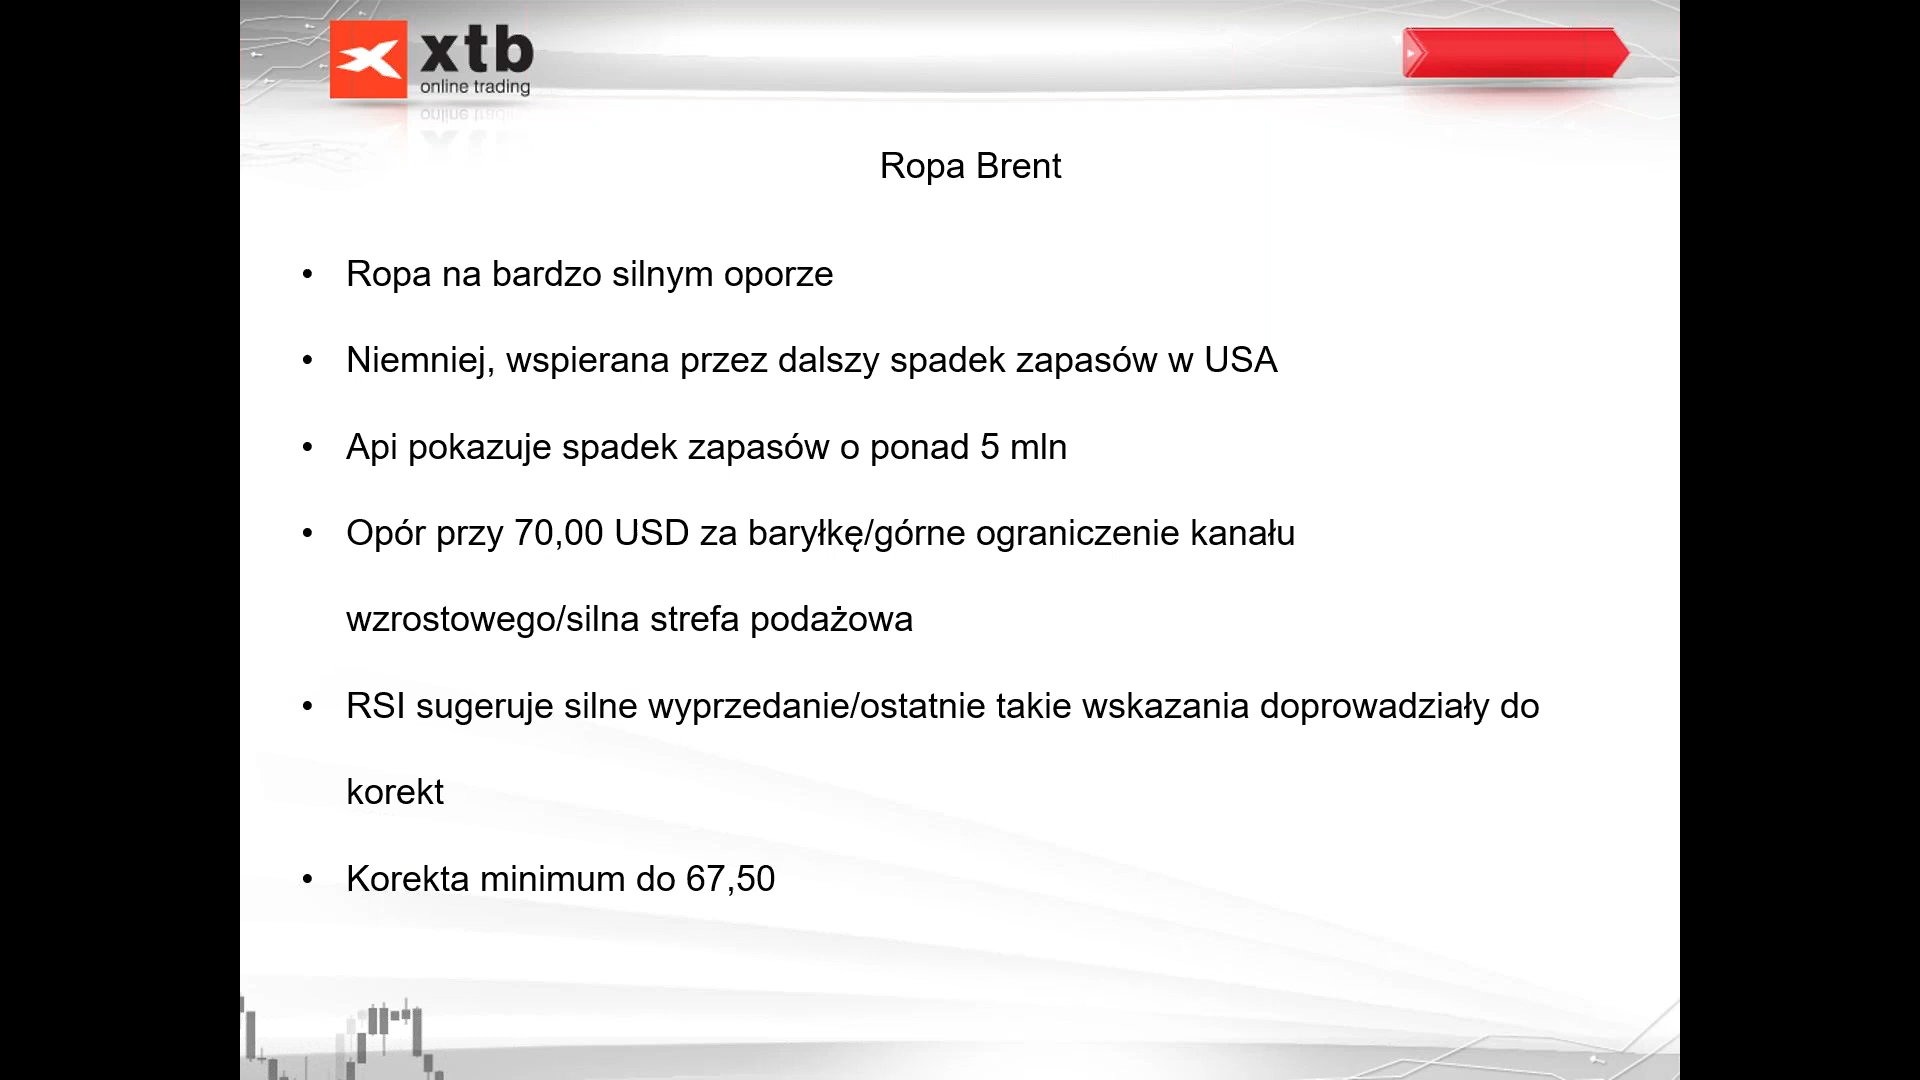 xtb
online trading
Ropa Brent
• Ropa na bardzo silnym oporze
• Niemniej, wspierana przez dalszy spadek zapasów w USA
• Api pokazuje spadek zapasów o ponad 5 mln
• Opór przy 70,00 USD za baryłkę/górne ograniczenie kanału
wzrostowego/silna strefa podażowa
• RSI sugeruje silne wyprzedanie/ostatnie takie wskazania doprowadziały do
korekt
• Korekta minimum do 67,50